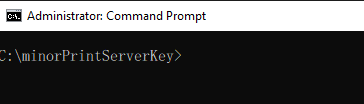 Administrator: Command Prompt
C:\minorPrintServerKey>